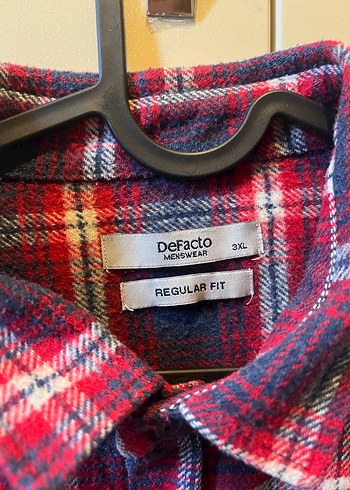 DeFacto 3XL
MENSWEAR
REGULAR FIT